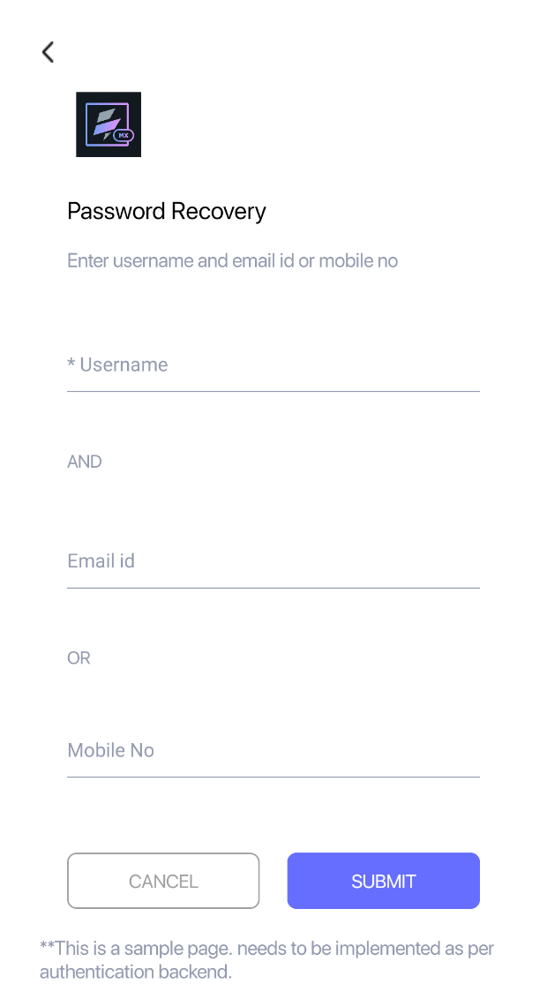 MX
Password Recovery
Enter username and email id or mobile no
* Username
AND
Email id
OR
Mobile No
CANCEL
SUBMIT
**This is a sample page. needs to be implemented as per
authentication backend.